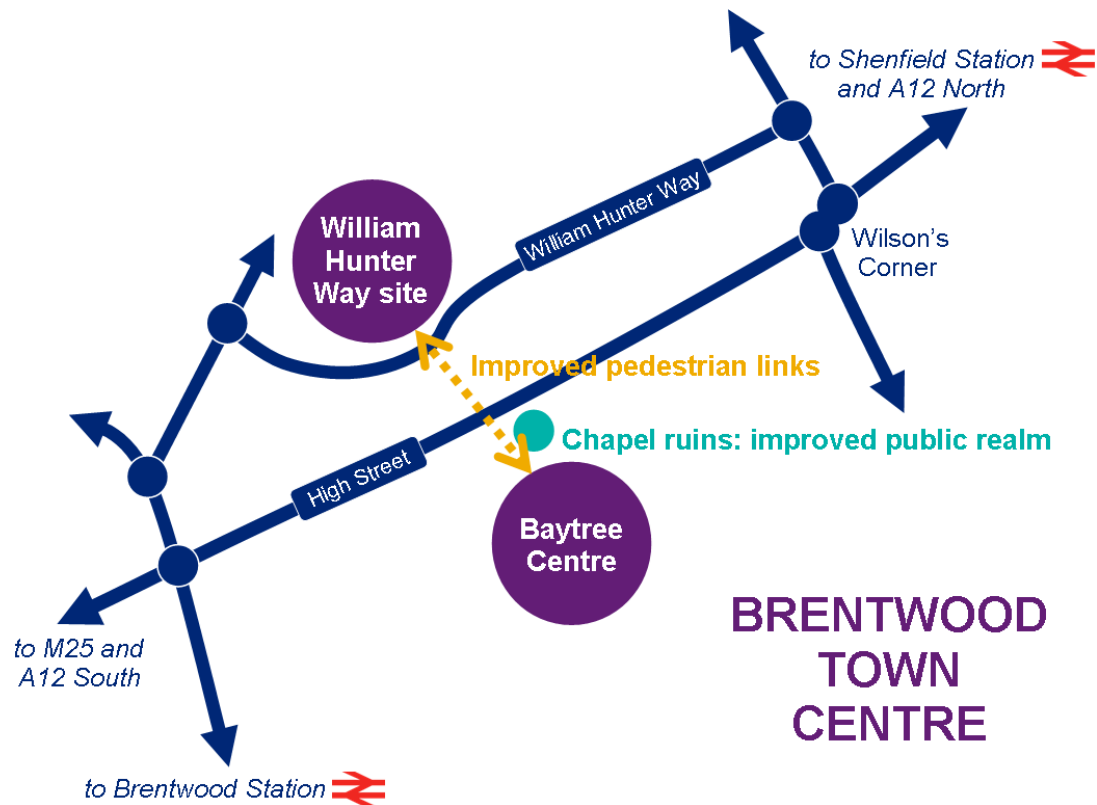 to Shenfield Station
and A12 North
William Hunter Way
William
Hunter
Way site
Wilson's
Corner
Improved pedestrian links
Chapel ruins: improved public realm
High Street
Baytree
Centre
BRENTWOOD
TOWN
CENTRE
to M25 and
A12 South
to Brentwood Station